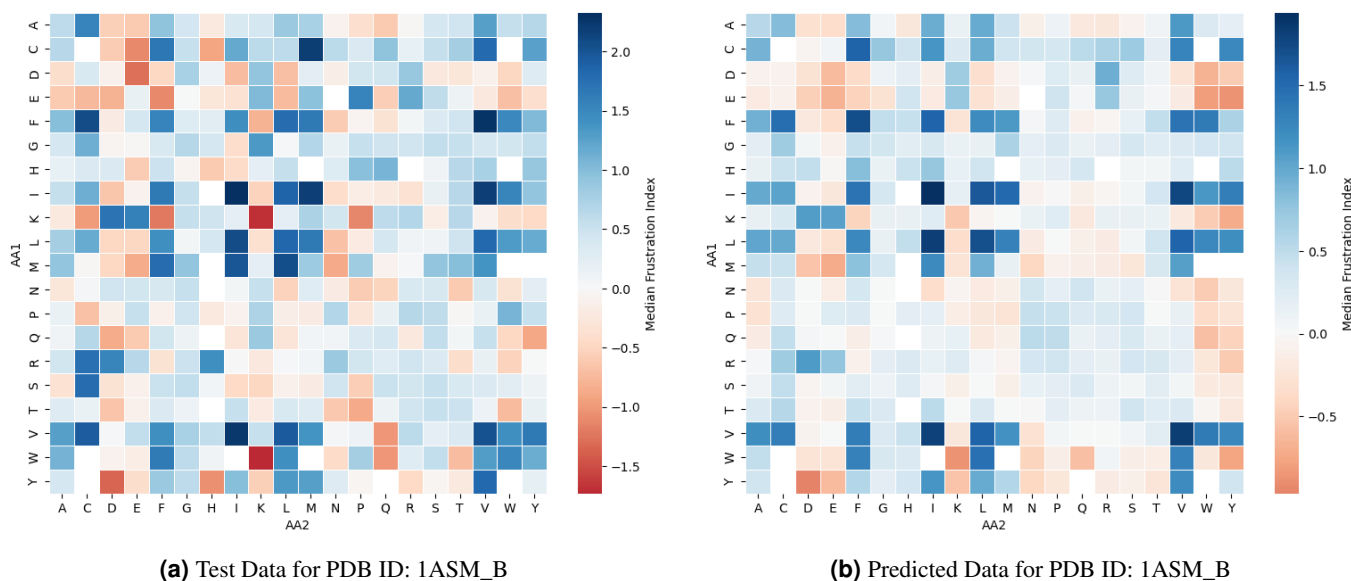 A
C
D
E
F
G
H
I
K
L
M
N
P
Q
R
S
T
V
W
Y
AA1
A C D E F G H I K L M N P Q R S T V W Y
AA2
2.0
1.5
1.0
0.5
0.0
−0.5
−1.0
−1.5
Median Frustration Index
(a) Test Data for PDB ID: 1ASM_B
A
C
D
E
F
G
H
I
K
L
M
N
P
Q
R
S
T
V
W
Y
AA1
A C D E F G H I K L M N P Q R S T V W Y
AA2
1.5
1.0
0.5
0.0
−0.5
Median Frustration Index
(b) Predicted Data for PDB ID: 1ASM_B